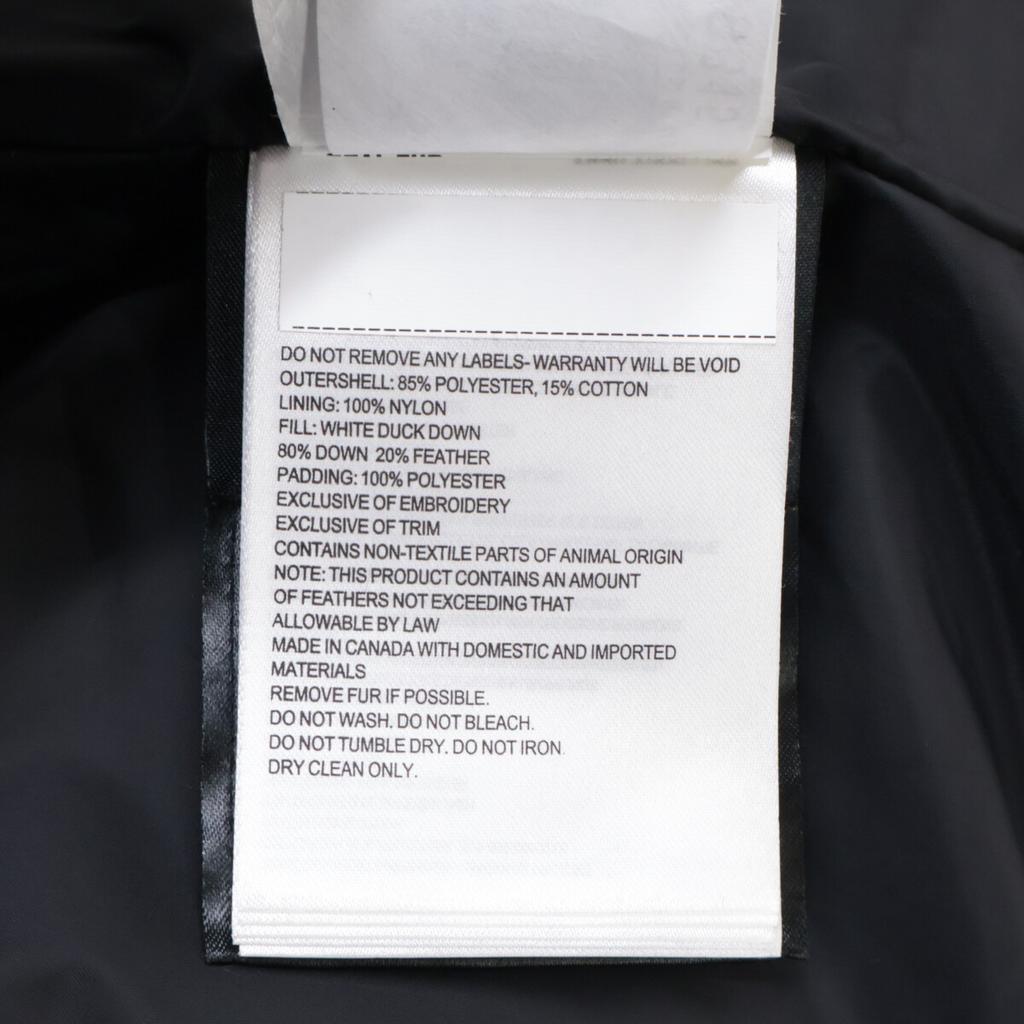 DO NOT REMOVE ANY LABELS- WARRANTY WILL BE VOID
OUTERSHELL: 85% POLYESTER, 15% COTTON
LINING: 100% NYLON
FILL: WHITE DUCK DOWN
80% DOWN 20% FEATHER
PADDING: 100% POLYESTER
EXCLUSIVE OF EMBROIDERY
EXCLUSIVE OF TRIM
CONTAINS NON-TEXTILE PARTS OF ANIMAL ORIGIN
NOTE: THIS PRODUCT CONTAINS AN AMOUNT
OF FEATHERS NOT EXCEEDING THAT
ALLOWABLE BY LAW
MADE IN CANADA WITH DOMESTIC AND IMPORTED
MATERIALS
REMOVE FUR IF POSSIBLE.
DO NOT WASH. DO NOT BLEACH.
DO NOT TUMBLE DRY. DO NOT IRON.
DRY CLEAN ONLY.